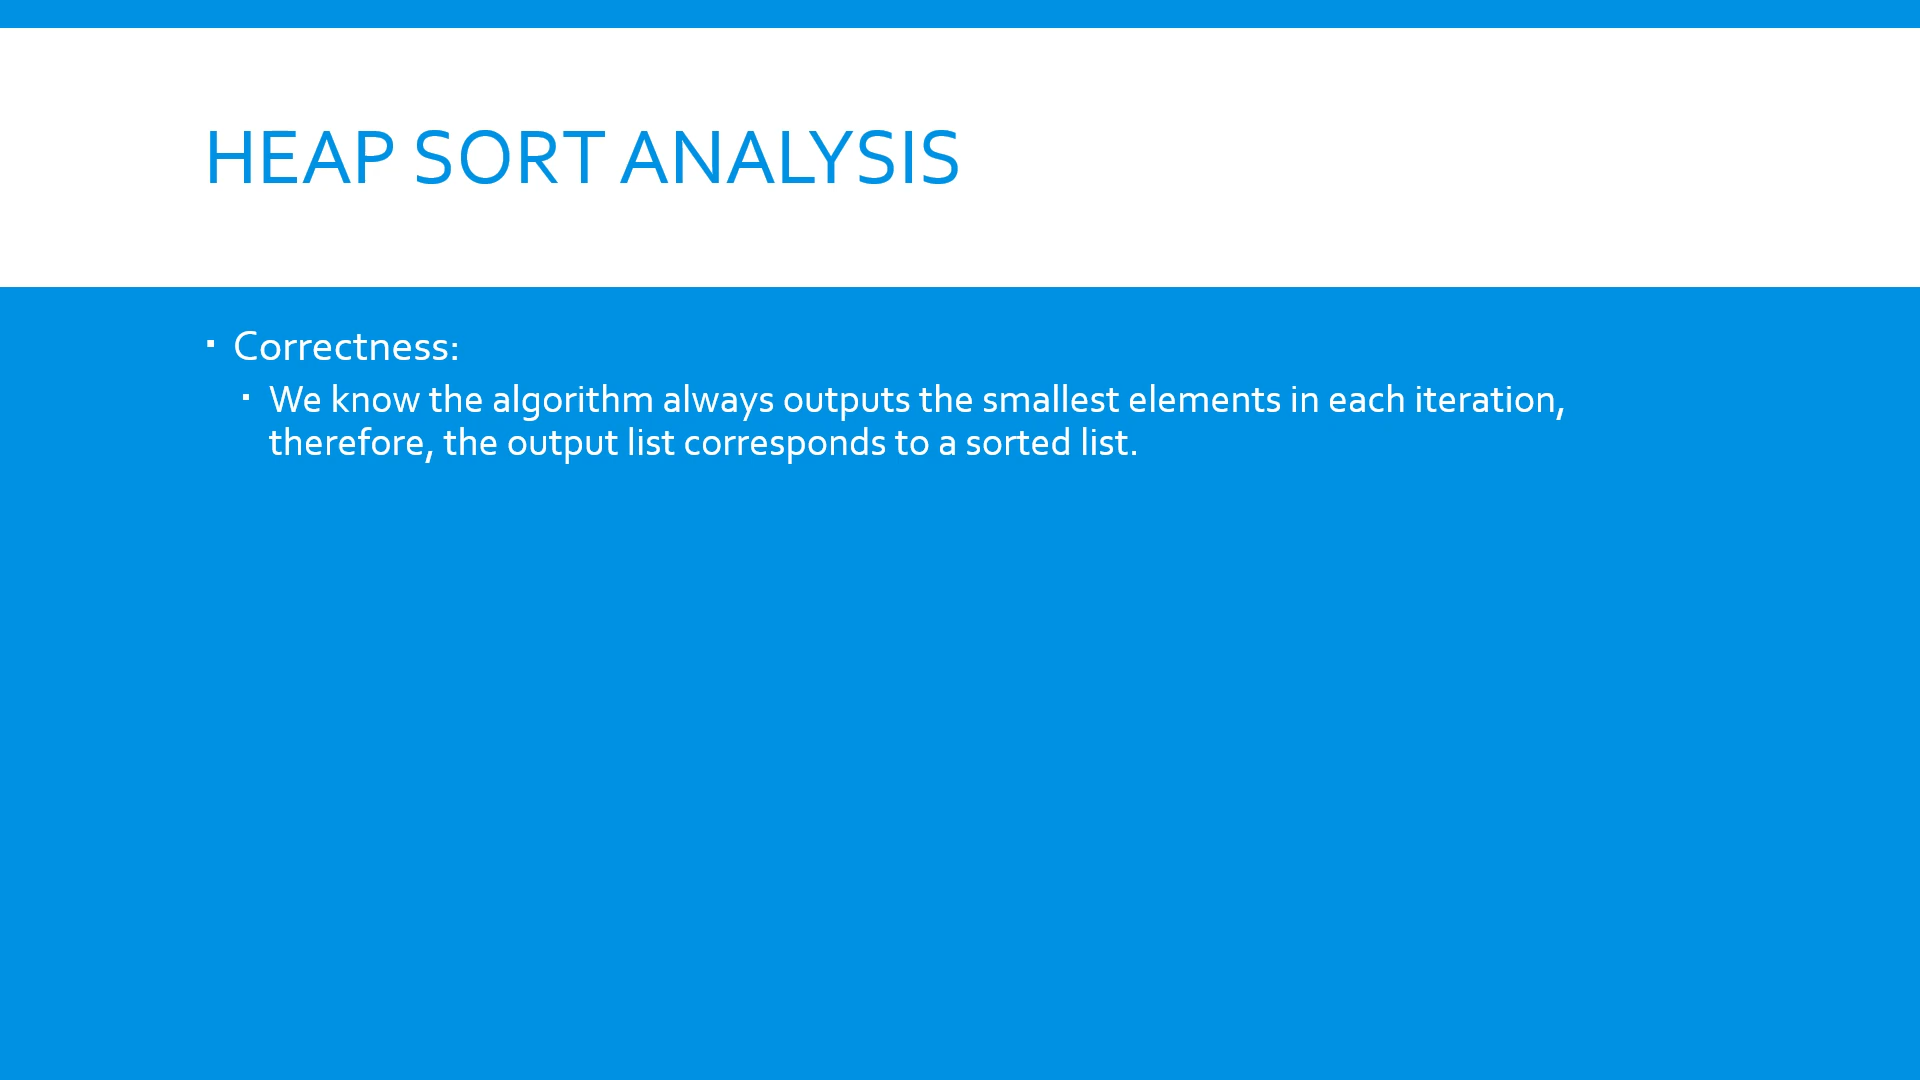 HEAP SORT ANALYSIS
▪ Correctness:
▪ We know the algorithm always outputs the smallest elements in each iteration,
therefore, the output list corresponds to a sorted list.